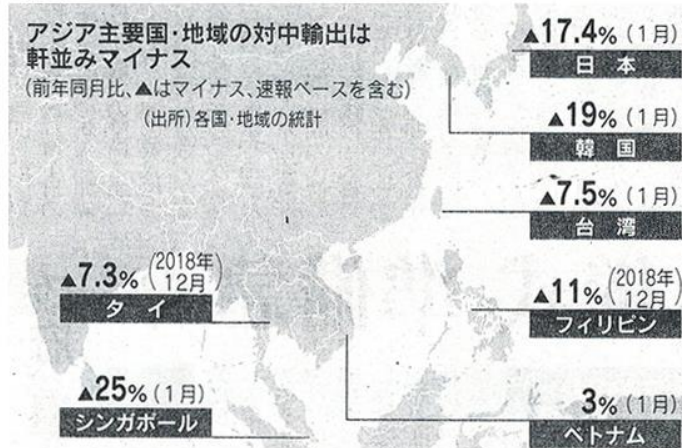 アジア主要国・地域の対中輸出は
軒並みマイナス
(前年同月比、▲はマイナス、速報ベースを含む)
(出所)各国・地域の統計
▲17.4%(1月)
日本
▲19%(1月)
韓国
▲7.5%(1月)
台湾
▲7.3%(2018年12月)
タイ
▲11%(2018年12月)
フィリピン
▲25%(1月)
シンガポール
3%(1月)
ベトナム